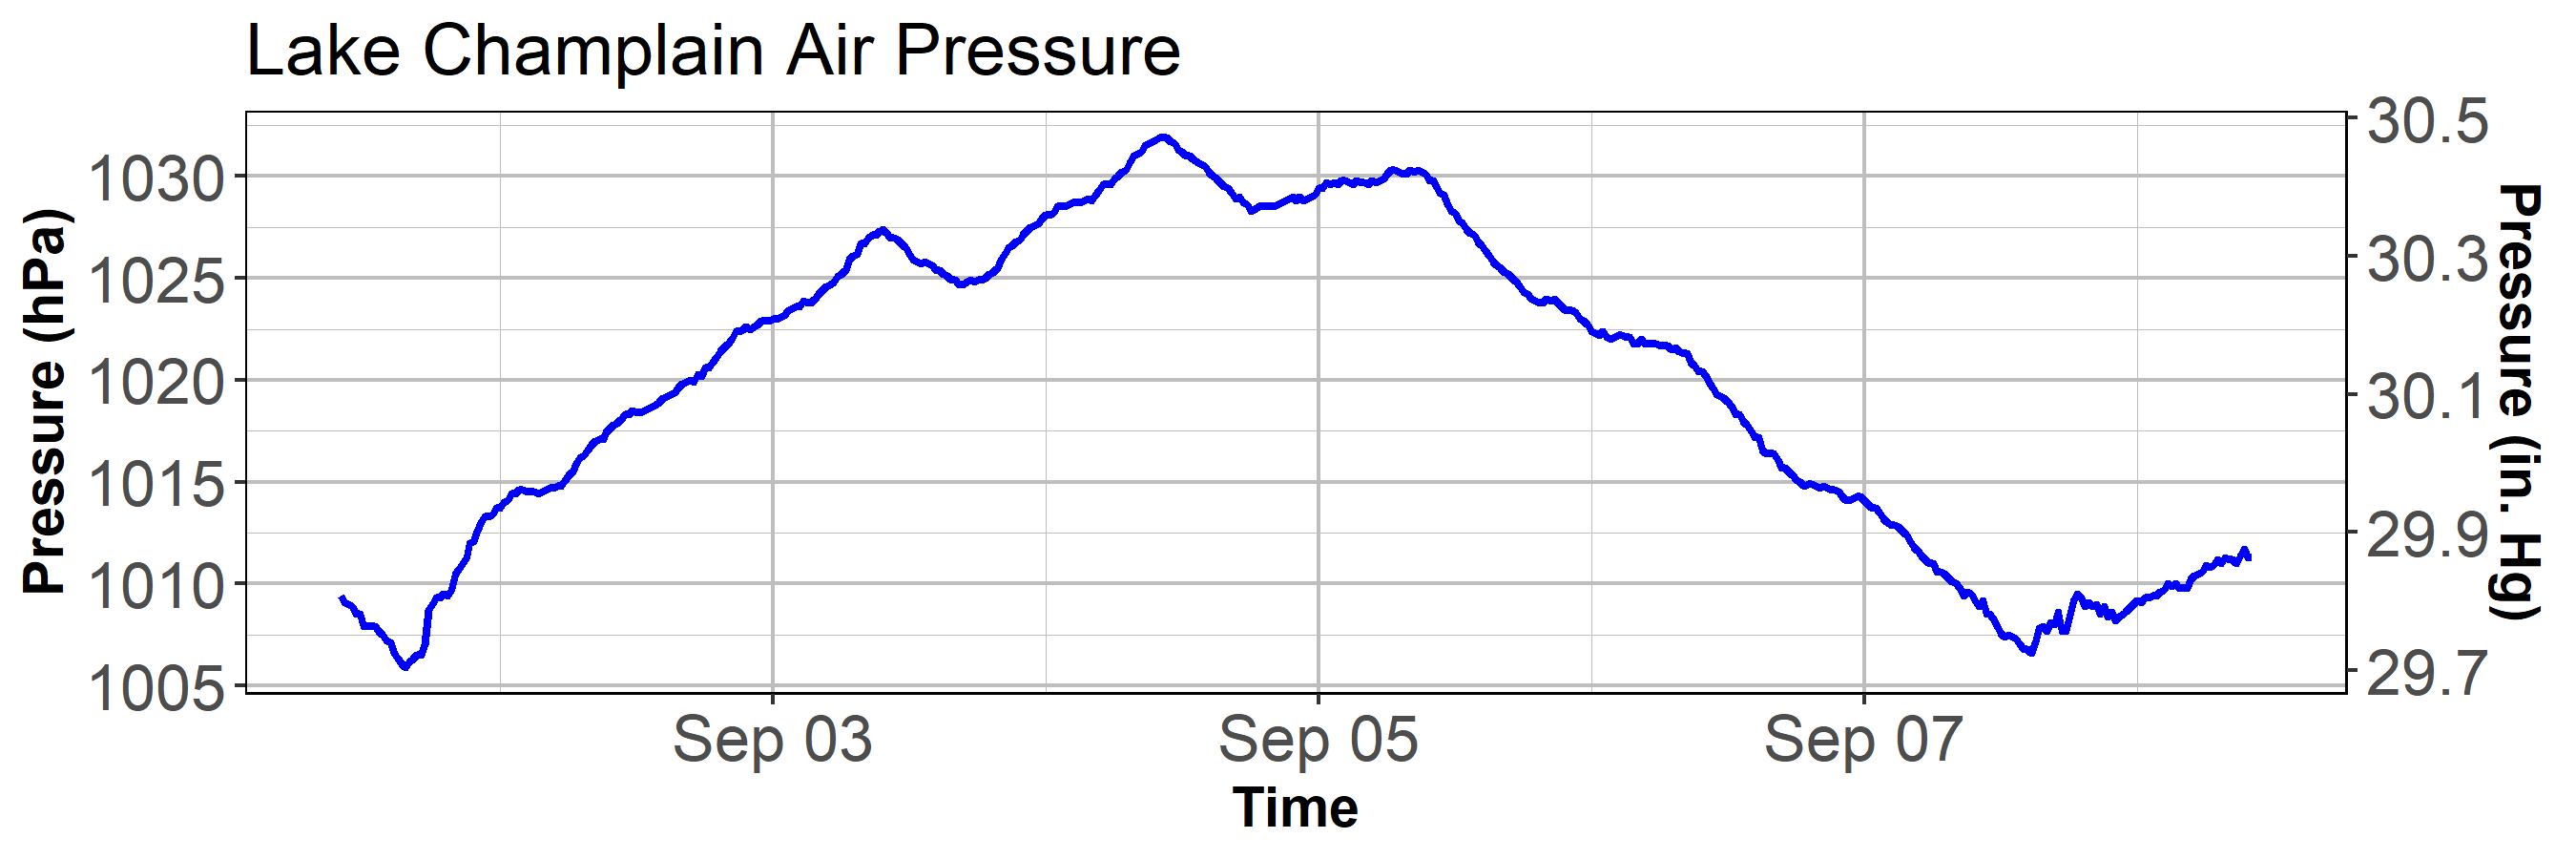 Lake Champlain Air Pressure
Pressure (hPa)
1030
1025
1020
1015
1010
1005
30.5
30.3
30.1
29.9
29.7
Pressure (in. Hg)
Sep 03 Sep 05 Sep 07
Time